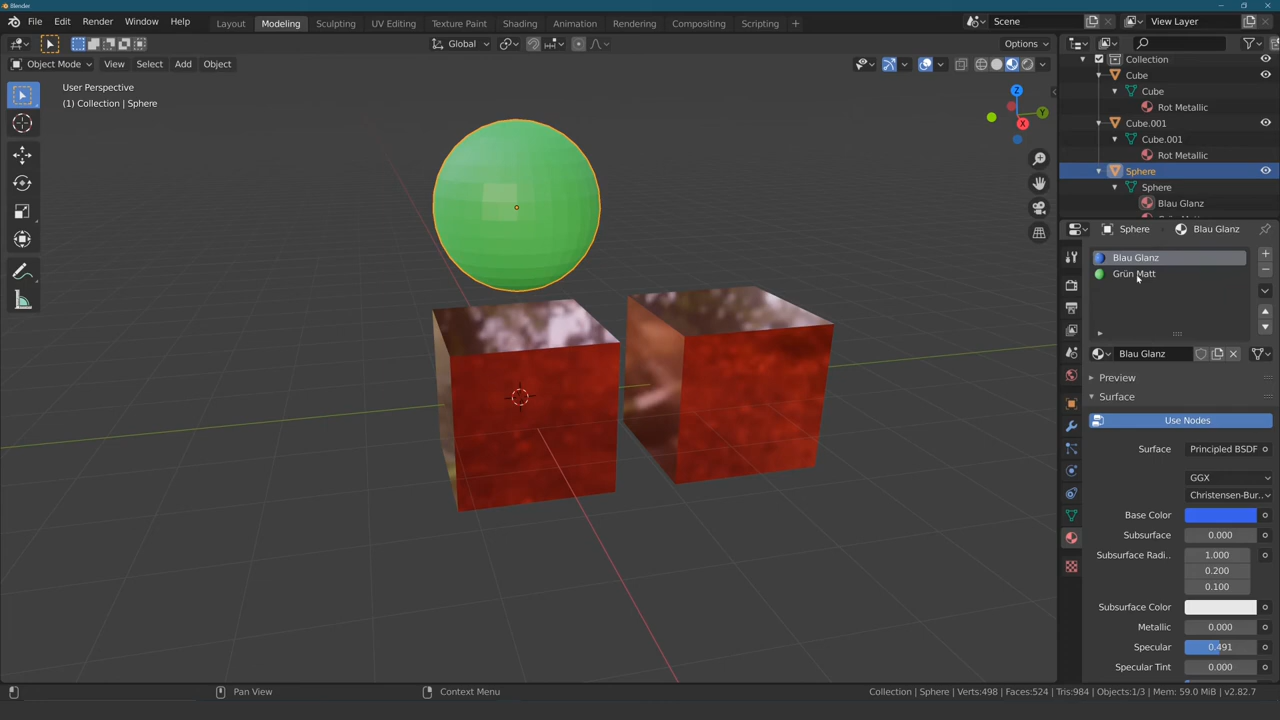 Blender
File Edit Render Window Help
Layout Modeling Sculpting UV Editing Texture Paint Shading Animation Rendering Compositing Scripting +
Scene
View Layer
Global
Options
Object Mode View Select Add Object
User Perspective
(1) Collection | Sphere
Z
Y
X
Collection
Cube
Cube
Rot Metallic
Cube.001
Cube.001
Rot Metallic
Sphere
Sphere
Blau Glanz
Sphere
Blau Glanz
Blau Glanz
Grün Matt
Blau Glanz
Preview
Surface
Use Nodes
Surface Principled BSDF
GGX
Christensen-Bur..
Base Color
Subsurface 0.000
Subsurface Radi.. 1.000
0.200
0.100
Subsurface Color
Metallic 0.000
Specular 0.491
Specular Tint 0.000
Pan View
Context Menu
Collection | Sphere | Verts:498 | Faces:524 | Tris:984 | Objects:1/3 | Mem: 59.0 MiB | v2.82.7